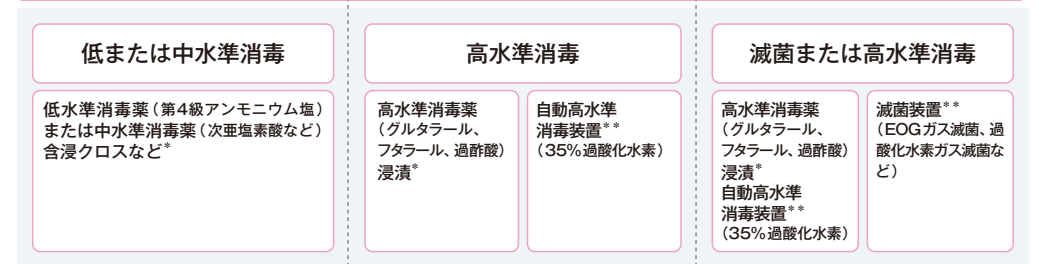 低または中水準消毒
低水準消毒薬（第4級アンモニウム塩）
または中水準消毒薬（次亜塩素酸など）
含浸クロスなど*
高水準消毒
高水準消毒薬
（グルタラール、
フタラール、過酢酸）
浸漬*
自動高水準
消毒装置**
（35%過酸化水素）
滅菌または高水準消毒
高水準消毒薬
（グルタラール、
フタラール、過酢酸）
浸漬*
自動高水準
消毒装置**
（35%過酸化水素）
滅菌装置**
（EOGガス滅菌、過
酸化水素ガス滅菌な
ど）